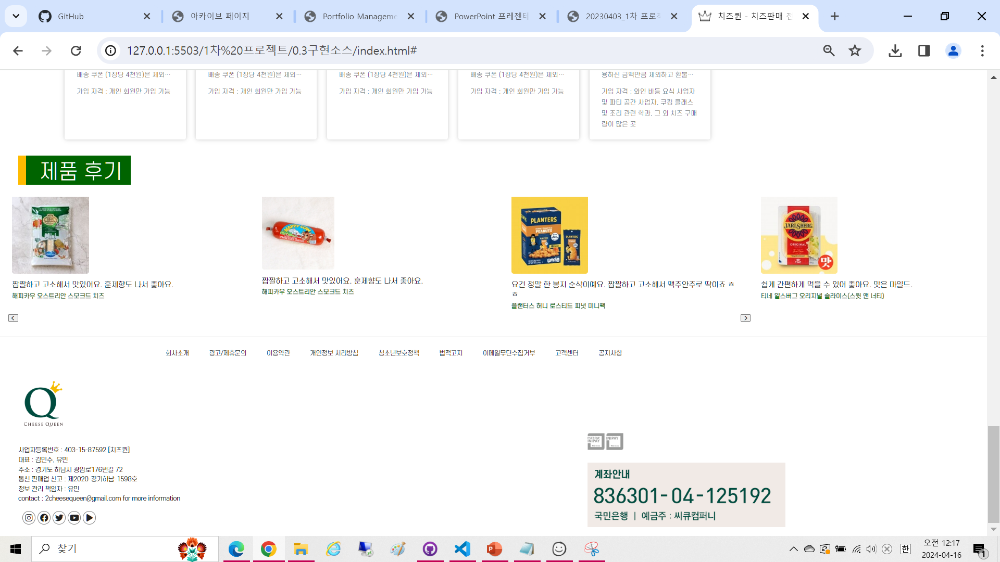 GitHub
아카이브 페이지
Portfolio Manageme
PowerPoint 프레젠테
20230403_1차 프로젝
치즈퀸 - 치즈판매 전
127.0.0.1:5503/1차%20프로젝트/0.3구현소스/index.html#
배송 쿠폰 (1장당 4천원)은 제외…
배송 쿠폰 (1장당 4천원)은 제외…
배송 쿠폰 (1장당 4천원)은 제외…
배송 쿠폰 (1장당 4천원)은 제외…
용하신 금액만큼 제외하고 환불…
가입 자격 : 개인 회원만 가입 가능
가입 자격 : 개인 회원만 가입 가능
가입 자격 : 개인 회원만 가입 가능
가입 자격 : 개인 회원만 가입 가능
가입 자격 : 와인 바등 요식 사업자
및 파티 공간 사업자, 쿠킹 클래스
및 조리 관련 학과, 그 외 치즈 구매
량이 많은 곳
제품 후기
GRAN MORAVIA
Mini
HAPPY COW
PROCESSED CHEESE
PLANTERS
PEANUTS
PLANTERS
JARLSBERG
ORIGINAL
TINE
맛
짭짤하고 고소해서 맛있어요. 훈제향도 나서 좋아요.
해피카우 오스트리안 스모크드 치즈
짭짤하고 고소해서 맛있어요. 훈제향도 나서 좋아요.
해피카우 오스트리안 스모크드 치즈
요건 정말 한 봉지 순삭이예요. 짭짤하고 고소해서 맥주안주로 딱이죠 ㅎ
ㅎ
플랜터스 허니 로스티드 피넛 미니팩
쉽게 간편하게 먹을 수 있어 좋아요. 맛은 마일드.
티네 얄스버그 오리지널 슬라이스(스윗 앤 너티)
회사소개
광고/제휴문의
이용약관
개인정보 처리방침
청소년보호정책
법적고지
이메일무단수집거부
고객센터
공지사항
Q
CHEESE QUEEN
사업자등록번호 : 403-15-87592 [치즈퀸]
대표 : 김민수, 유민
주소 : 경기도 하남시 광암로176번길 72
통신 판매업 신고 : 제2020-경기하남-1598호
정보 관리 책임자 : 유민
contact : 2cheesequeen@gmail.com for more information
ESCROW
INIPAY
INIPAY
계좌안내
836301-04-125192
국민은행 | 예금주 : 씨큐컴퍼니
찾기
한
오전 12:17
2024-04-16
1